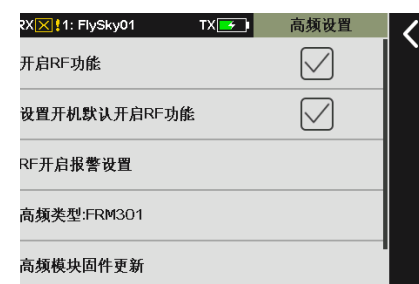 RX !1: FlySky01 TX 高频设置
开启RF功能
设置开机默认开启RF功能
RF开启报警设置
高频类型:FRM301
高频模块固件更新